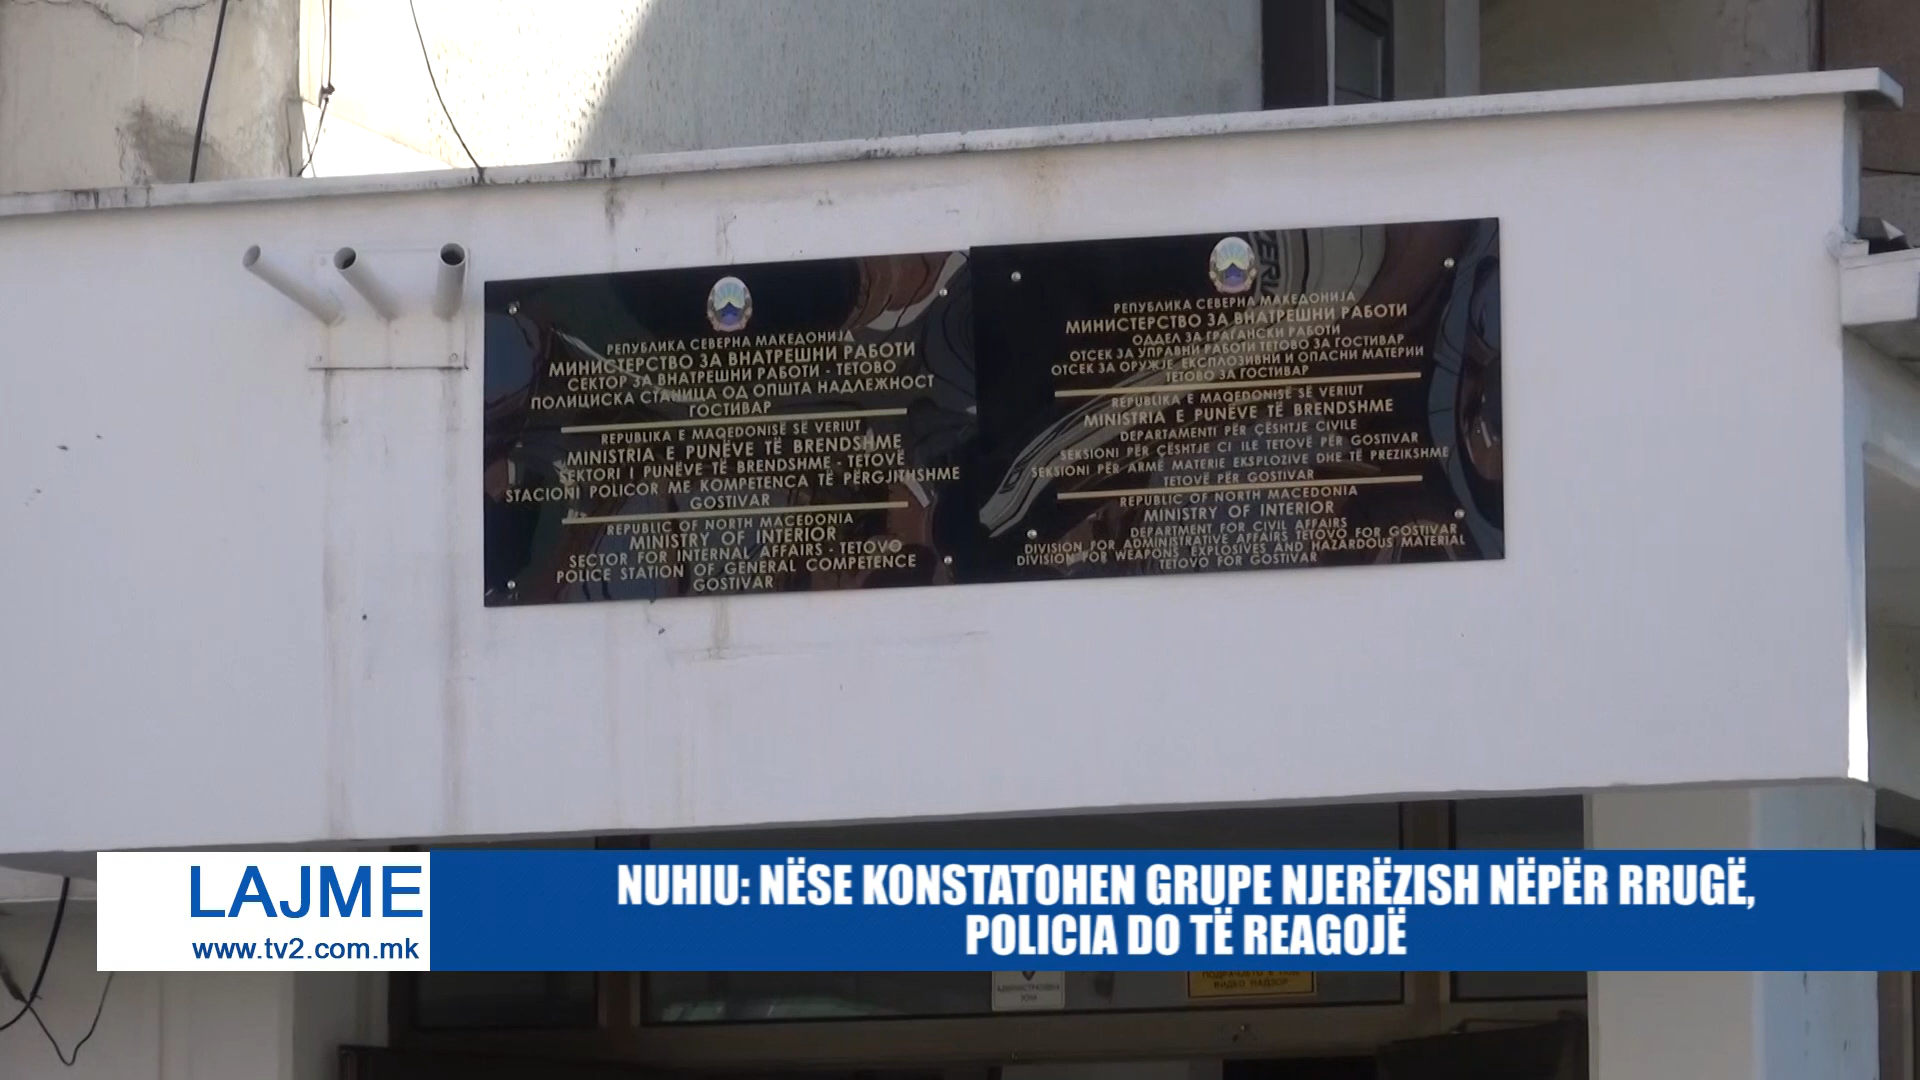 РЕПУБЛИКА СЕВЕРНА МАКЕДОНИЈА
МИНИСТЕРСТВО ЗА ВНАТРЕШНИ РАБОТИ
СЕКТОР ЗА ВНАТРЕШНИ РАБОТИ - ТЕТОВО
ПОЛИЦИСКА СТАНИЦА ОД ОПШТА НАДЛЕЖНОСТ
ГОСТИВАР
REPUBLIKA E MAQEDONISË SË VERIUT
MINISTRIA E PUNËVE TË BRENDSHME
SEKTORI I PUNËVE TË BRENDSHME - TETOVË
STACIONI POLICOR ME KOMPETENCA TË PËRGJITHSHME
GOSTIVAR
REPUBLIC OF NORTH MACEDONIA
MINISTRY OF INTERIOR
SECTOR FOR INTERNAL AFFAIRS - TETOVO
POLICE STATION OF GENERAL COMPETENCE
GOSTIVAR
РЕПУБЛИКА СЕВЕРНА МАКЕДОНИЈА
МИНИСТЕРСТВО ЗА ВНАТРЕШНИ РАБОТИ
ОДДЕЛ ЗА ГРАЃАНСКИ РАБОТИ
ОТСЕК ЗА УПРАВНИ РАБОТИ ТЕТОВО ЗА ГОСТИВАР
ОТСЕК ЗА ОРУЖЈЕ, ЕКСПЛОЗИВНИ И ОПАСНИ МАТЕРИИ
ТЕТОВО ЗА ГОСТИВАР
REPUBLIKA E MAQEDONISË SË VERIUT
MINISTRIA E PUNËVE TË BRENDSHME
DEPARTAMENTI PËR ÇËSHTJE CIVILE
SEKSIONI PËR ÇËSHTJE CI ILE TETOVË PËR GOSTIVAR
SEKSIONI PËR ARMË MATERIE EKSPLOZIVE DHE TË PREZIKSHME
TETOVË PËR GOSTIVAR
REPUBLIC OF NORTH MACEDONIA
MINISTRY OF INTERIOR
DEPARTMENT FOR CIVIL AFFAIRS
DIVISION FOR ADMINISTRATIVE AFFAIRS TETOVO FOR GOSTIVAR
DIVISION FOR WEAPONS, EXPLOSIVES AND HAZARDOUS MATERIAL
TETOVO FOR GOSTIVAR
LAJME
www.tv2.com.mk
NUHIU: NËSE KONSTATOHEN GRUPE NJERËZISH NËPËR RRUGË,
POLICIA DO TË REAGOJË
ВИДЕО НАДЗОР